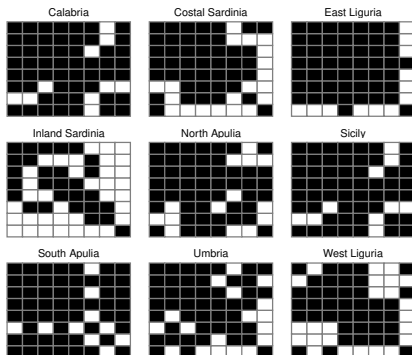 Calabria
Costal Sardinia
East Liguria
Inland Sardinia
North Apulia
Sicily
South Apulia
Umbria
West Liguria